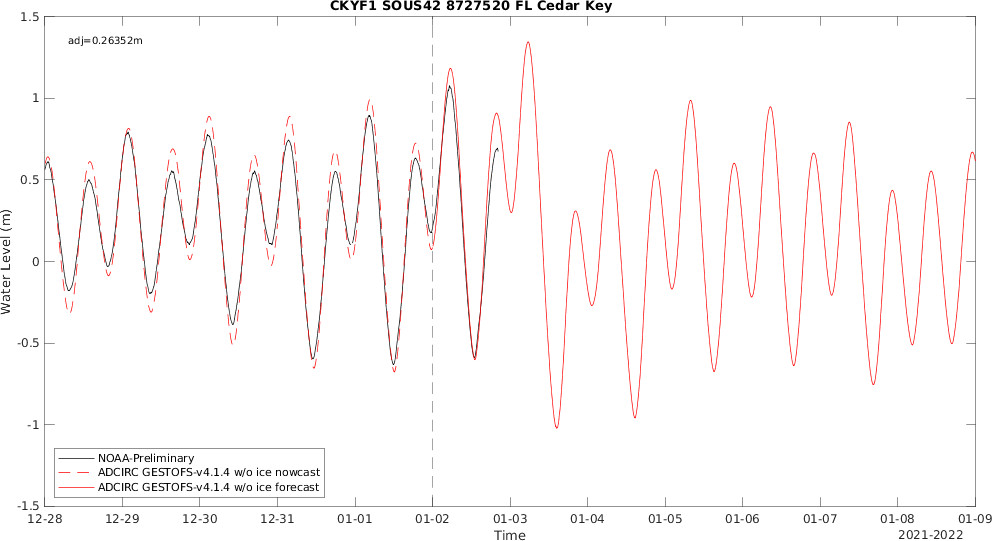 CKYF1 SOUS42 8727520 FL Cedar Key
adj=0.26352m
1.5
1
0.5
0
-0.5
-1
-1.5
Water Level (m)
NOAA-Preliminary
ADCIRC GESTOFS-v4.1.4 w/o ice nowcast
ADCIRC GESTOFS-v4.1.4 w/o ice forecast
12-28 12-29 12-30 12-31 01-01 01-02 01-03 01-04 01-05 01-06 01-07 01-08 01-09
Time
2021-2022